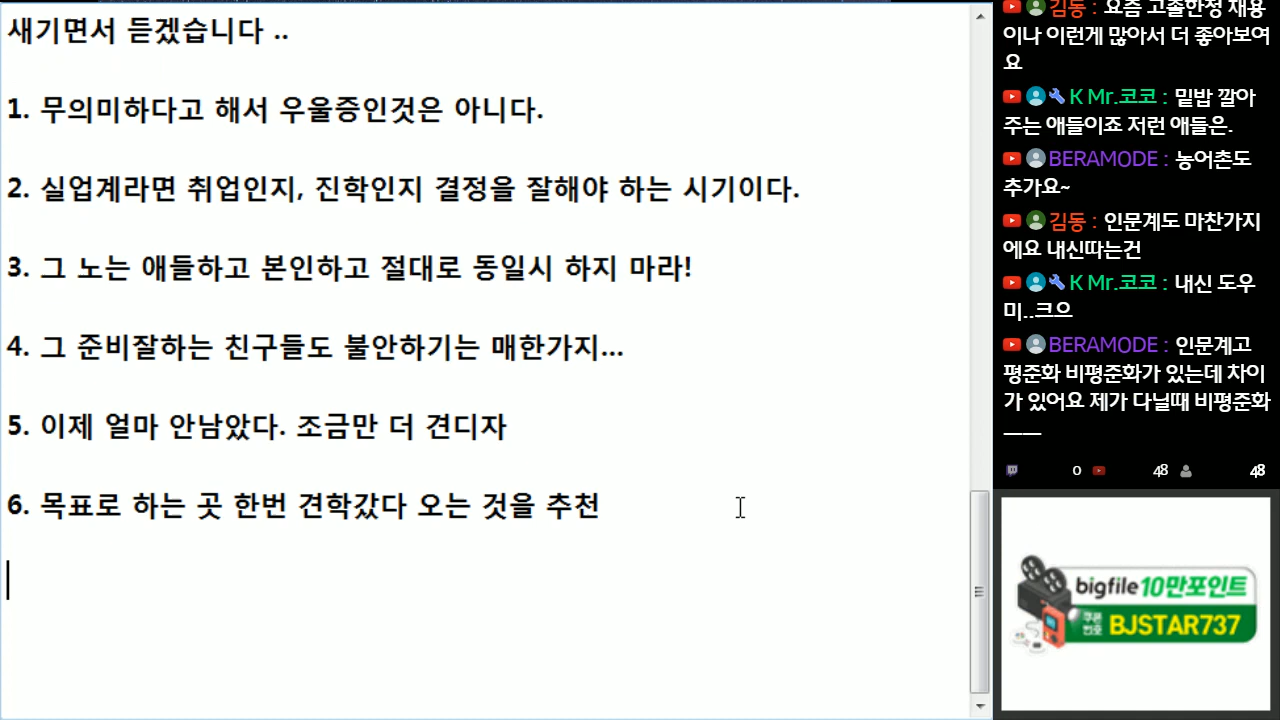 새기면서 듣겠습니다 ..
1. 무의미하다고 해서 우울증인것은 아니다.
2. 실업계라면 취업인지, 진학인지 결정을 잘해야 하는 시기이다.
3. 그 노는 애들하고 본인하고 절대로 동일시 하지 마라!
4. 그 준비잘하는 친구들도 불안하기는 매한가지...
5. 이제 얼마 안남았다. 조금만 더 견디자
6. 목표로 하는 곳 한번 견학갔다 오는 것을 추천
김동 : 요즘 고졸한정 채용
이나 이런게 많아서 더 좋아보여
요
K Mr.코코 : 밑밥 깔아
주는 애들이죠 저런 애들은.
BERAMODE : 농어촌도
추가요~
김동 : 인문계도 마찬가지
에요 내신따는건
K Mr.코코 : 내신 도우
미..크으
BERAMODE : 인문계고
평준화 비평준화가 있는데 차이
가 있어요 제가 다닐때 비평준화
ㅡㅡ
0 48 48
bigfile 10만포인트
쿠폰번호 BJSTAR737